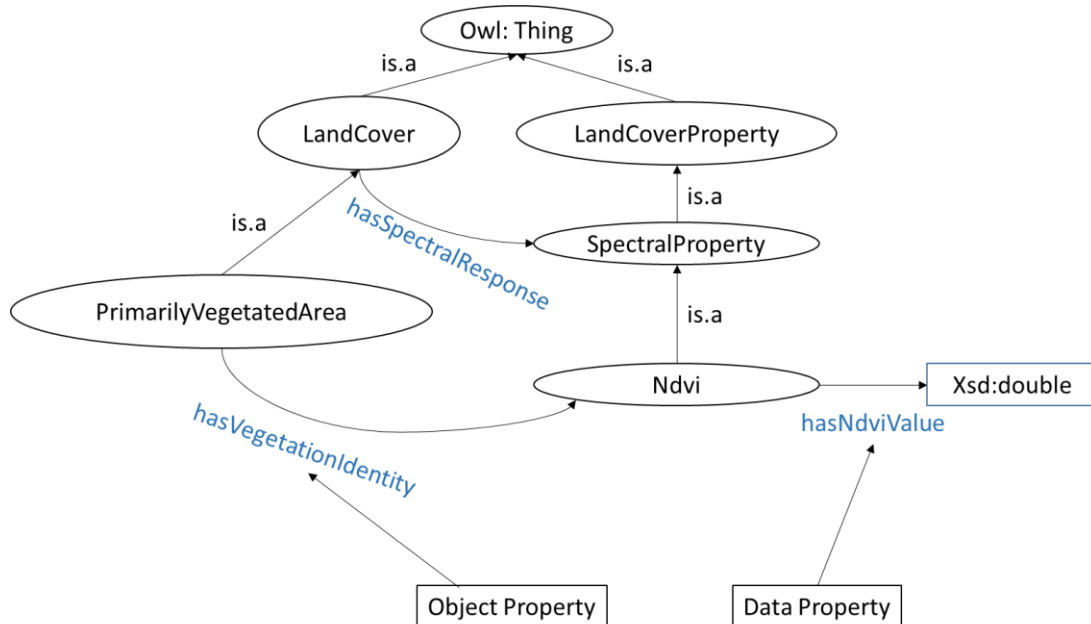 Owl: Thing
is.a
is.a
LandCover
LandCoverProperty
is.a
is.a
hasSpectralResponse
SpectralProperty
PrimarilyVegetatedArea
is.a
Ndvi
Xsd:double
hasVegetationIdentity
hasNdviValue
Object Property
Data Property